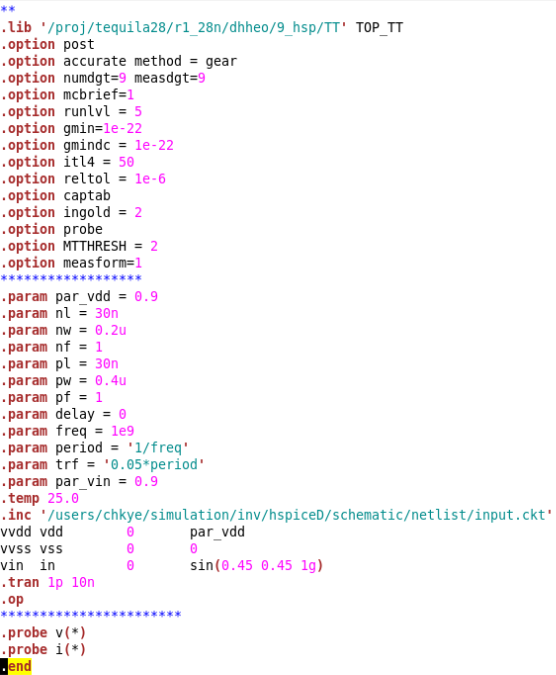 **
.lib '/proj/tequila28/r1_28n/dhheo/9_hsp/TT' TOP_TT
.option post
.option accurate method = gear
.option numdgt=9 measdgt=9
.option mcbrief=1
.option runlvl = 5
.option gmin=1e-22
.option gmindc = 1e-22
.option itl4 = 50
.option reltol = 1e-6
.option captab
.option ingold = 2
.option probe
.option MTTHRESH = 2
.option measform=1
******************
.param par_vdd = 0.9
.param nl = 30n
.param nw = 0.2u
.param nf = 1
.param pl = 30n
.param pw = 0.4u
.param pf = 1
.param delay = 0
.param freq = 1e9
.param period = '1/freq'
.param trf = '0.05*period'
.param par_vin = 0.9
.temp 25.0
.inc '/users/chkye/simulation/inv/hspiceD/schematic/netlist/input.ckt'
vvdd vdd 0 par_vdd
vvss vss 0 0
vin in 0 sin(0.45 0.45 1g)
.tran 1p 10n
.op
***********************
.probe v(*)
.probe i(*)
.end